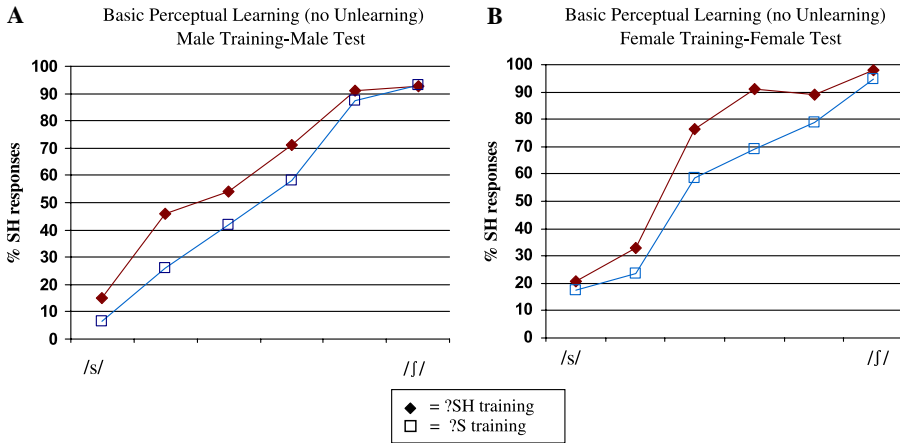 A
Basic Perceptual Learning (no Unlearning)
Male Training-Male Test
% SH responses
100
90
80
70
60
50
40
30
20
10
0
/s/
/ʃ/
B
Basic Perceptual Learning (no Unlearning)
Female Training-Female Test
% SH responses
100
90
80
70
60
50
40
30
20
10
0
/s/
/ʃ/
= ?SH training
= ?S training